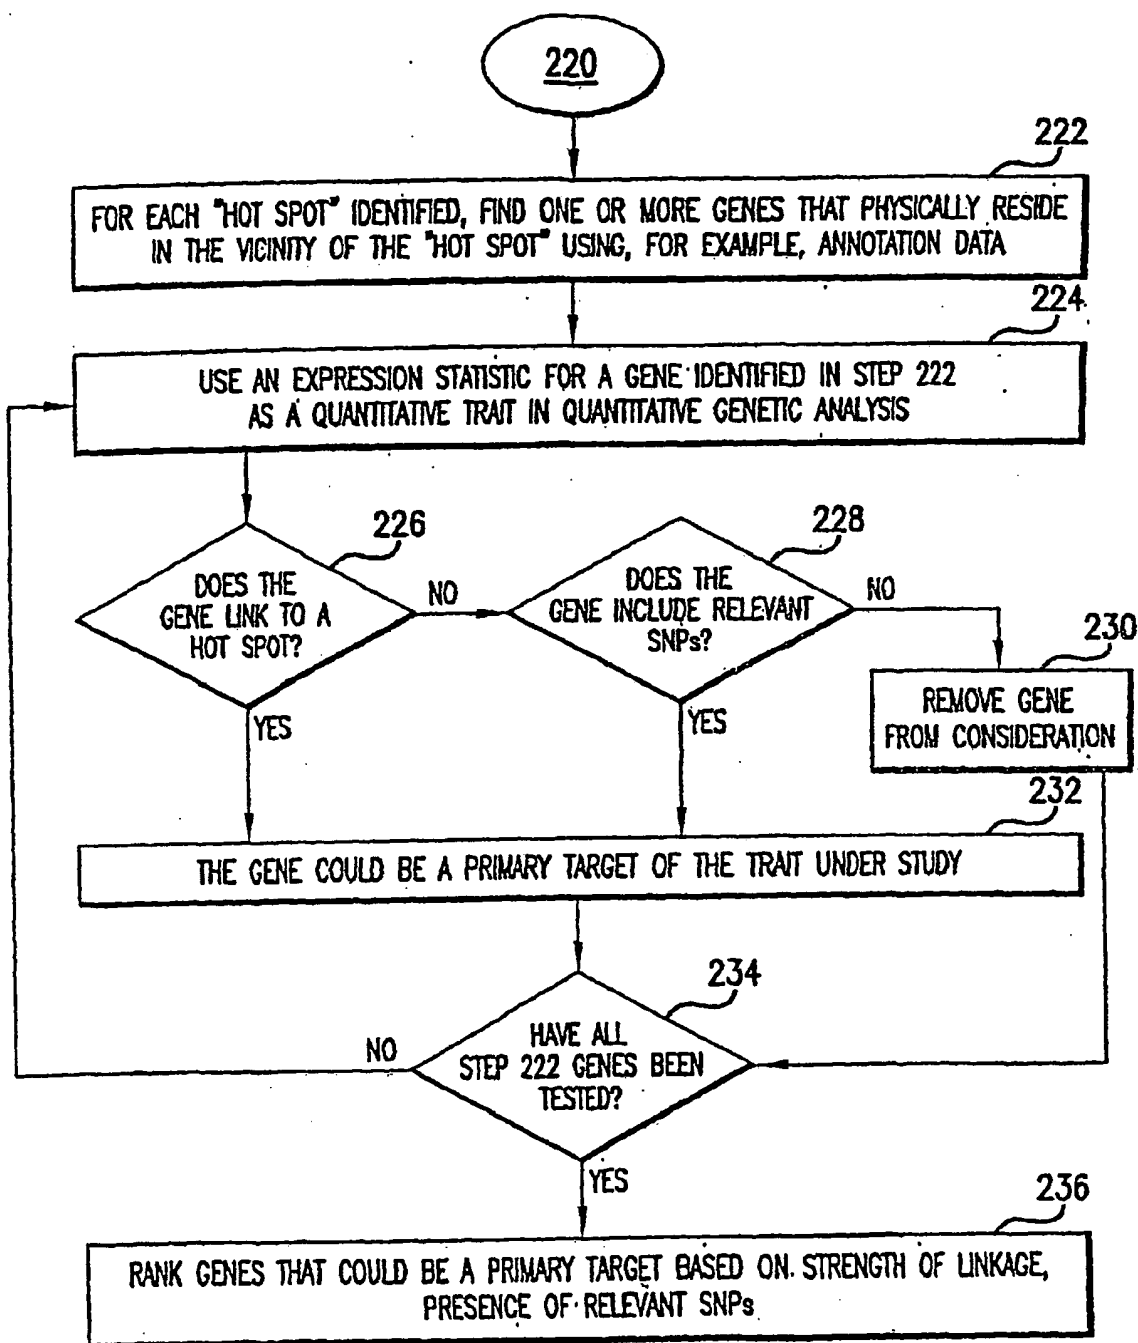 220
222
FOR EACH "HOT SPOT" IDENTIFIED, FIND ONE OR MORE GENES THAT PHYSICALLY RESIDE
IN THE VICINITY OF THE "HOT SPOT" USING, FOR EXAMPLE, ANNOTATION DATA
224
USE AN EXPRESSION STATISTIC FOR A GENE IDENTIFIED IN STEP 222
AS A QUANTITATIVE TRAIT IN QUANTITATIVE GENETIC ANALYSIS
226
DOES THE
GENE LINK TO A
HOT SPOT?
NO
YES
228
DOES THE
GENE INCLUDE RELEVANT
SNPs?
NO
YES
230
REMOVE GENE
FROM CONSIDERATION
232
THE GENE COULD BE A PRIMARY TARGET OF THE TRAIT UNDER STUDY
234
HAVE ALL
STEP 222 GENES BEEN
TESTED?
NO
YES
236
RANK GENES THAT COULD BE A PRIMARY TARGET BASED ON STRENGTH OF LINKAGE,
PRESENCE OF RELEVANT SNPs